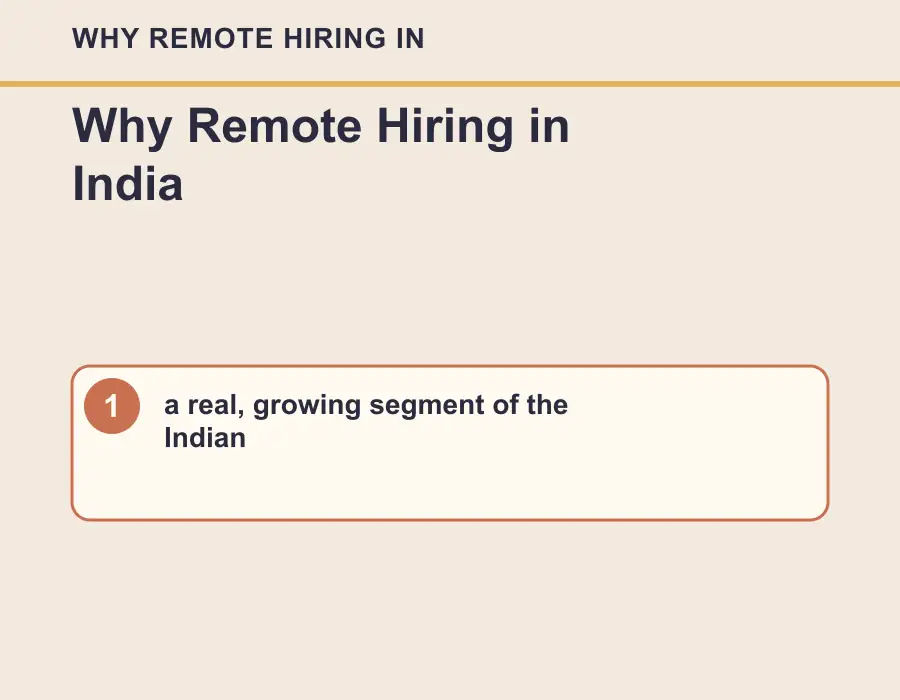 WHY REMOTE HIRING IN
Why Remote Hiring in
India
1
a real, growing segment of the
Indian